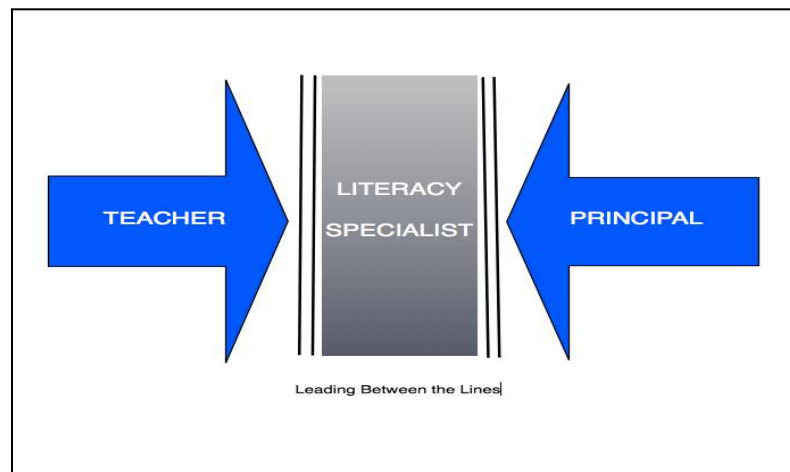 TEACHER
LITERACY
SPECIALIST
PRINCIPAL
Leading Between the Lines